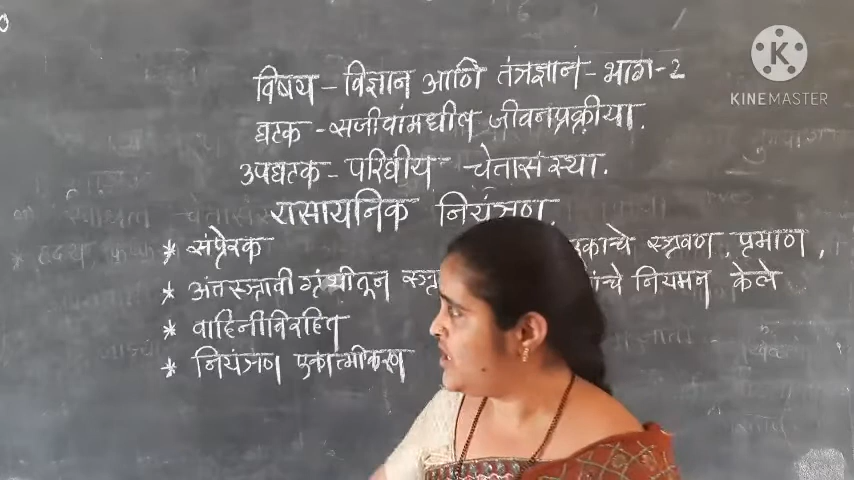 KINEMASTER
विषय - विज्ञान आणि तंत्रज्ञान - भाग - 2
घटक - सजीवांमधील जीवनप्रक्रीया.
उपघटक - परिघीय चेतासंस्था.
रासायनिक नियंत्रण.
* संप्रेरक काचे स्त्रवण, प्रमाण,
* अंतस्त्रावी ग्रंथीतून स्त्र ांचे नियमन केले
* वाहिनीविरहित
* नियंत्रण एकात्मीकरण